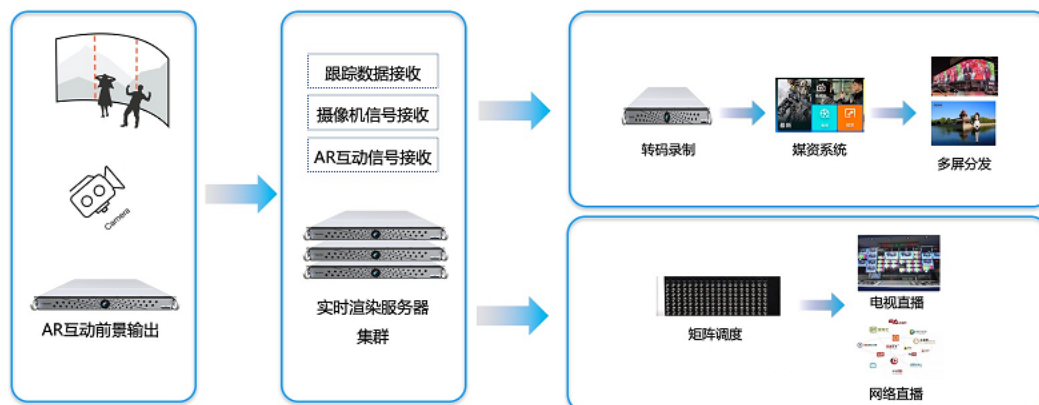 Camera
AR互动前景输出
跟踪数据接收
摄像机信号接收
AR互动信号接收
实时渲染服务器
集群
转码录制
媒资系统
多屏分发
矩阵调度
电视直播
网络直播